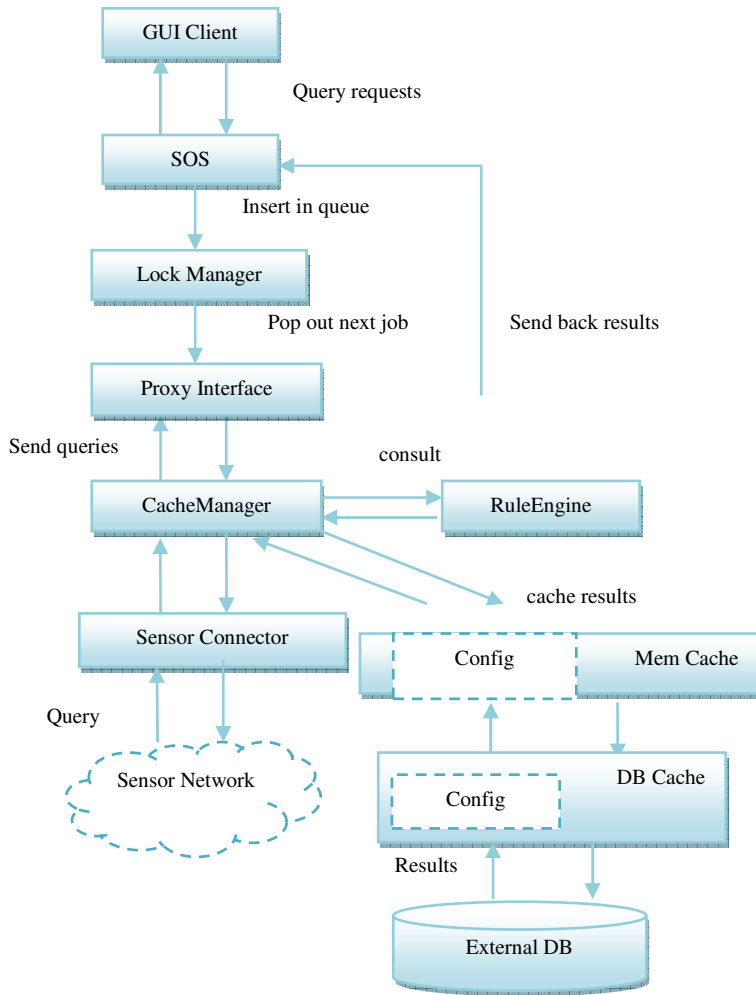 GUI Client
Query requests
SOS
Insert in queue
Lock Manager
Pop out next job
Send back results
Proxy Interface
Send queries
consult
CacheManager
RuleEngine
cache results
Sensor Connector
Config
Mem Cache
Query
Sensor Network
DB Cache
Config
Results
External DB